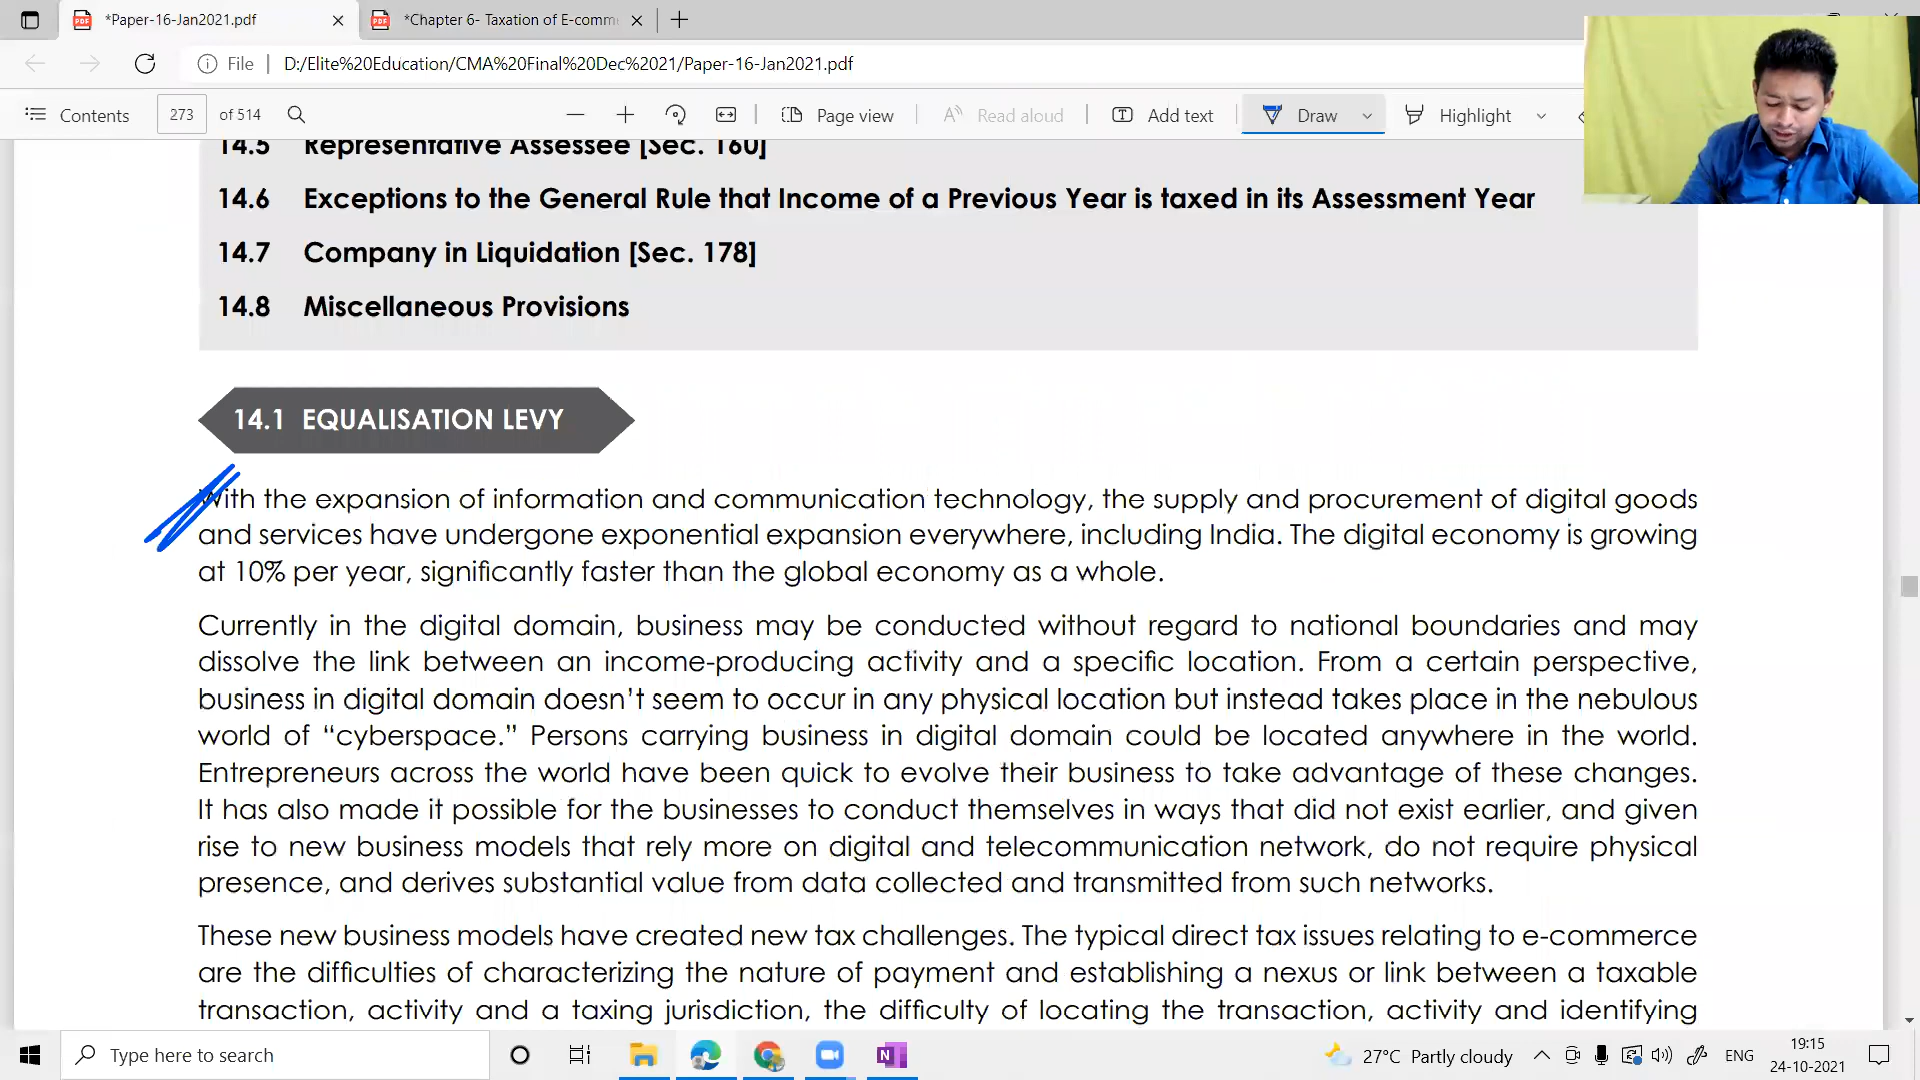 *Paper-16-Jan2021.pdf
*Chapter 6- Taxation of E-comm
File
D:/Elite%20Education/CMA%20Final%20Dec%2021/Paper-16-Jan2021.pdf
Contents
273 of 514
Page view
Read aloud
Add text
Draw
Highlight
14.5 Representative Assessee [Sec. 160]
14.6 Exceptions to the General Rule that Income of a Previous Year is taxed in its Assessment Year
14.7 Company in Liquidation [Sec. 178]
14.8 Miscellaneous Provisions
14.1 EQUALISATION LEVY
With the expansion of information and communication technology, the supply and procurement of digital goods
and services have undergone exponential expansion everywhere, including India. The digital economy is growing
at 10% per year, significantly faster than the global economy as a whole.
Currently in the digital domain, business may be conducted without regard to national boundaries and may
dissolve the link between an income-producing activity and a specific location. From a certain perspective,
business in digital domain doesn’t seem to occur in any physical location but instead takes place in the nebulous
world of “cyberspace.” Persons carrying business in digital domain could be located anywhere in the world.
Entrepreneurs across the world have been quick to evolve their business to take advantage of these changes.
It has also made it possible for the businesses to conduct themselves in ways that did not exist earlier, and given
rise to new business models that rely more on digital and telecommunication network, do not require physical
presence, and derives substantial value from data collected and transmitted from such networks.
These new business models have created new tax challenges. The typical direct tax issues relating to e-commerce
are the difficulties of characterizing the nature of payment and establishing a nexus or link between a taxable
transaction, activity and a taxing jurisdiction, the difficulty of locating the transaction, activity and identifying
Type here to search
27°C Partly cloudy
ENG
19:15
24-10-2021